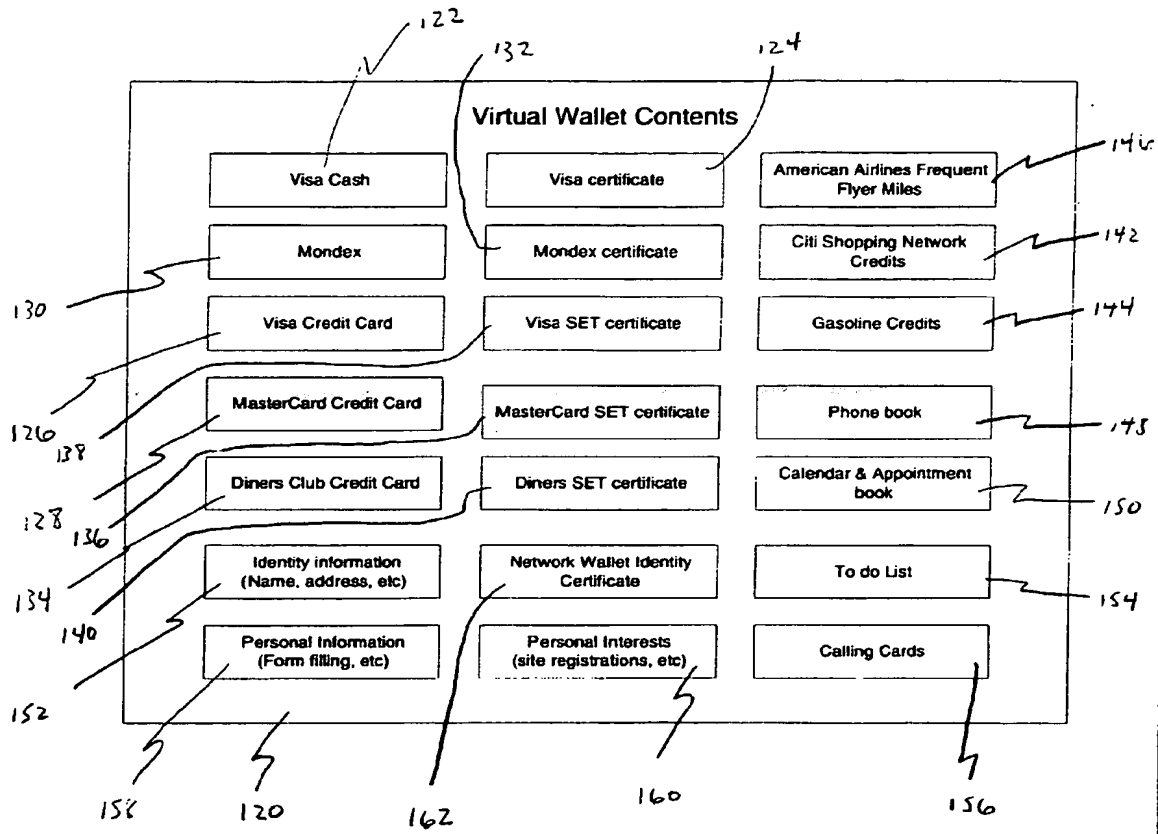 122
132
124
Virtual Wallet Contents
Visa Cash
Visa certificate
American Airlines Frequent
Flyer Miles
146
Mondex
Mondex certificate
Citi Shopping Network
Credits
142
130
Visa Credit Card
Visa SET certificate
Gasoline Credits
144
126
138
MasterCard Credit Card
MasterCard SET certificate
Phone book
148
128
136
Diners Club Credit Card
Diners SET certificate
Calendar & Appointment
book
150
134
140
Identity information
(Name, address, etc)
Network Wallet Identity
Certificate
To do List
154
152
Personal Information
(Form filling, etc)
Personal Interests
(site registrations, etc)
Calling Cards
158
120
162
160
156